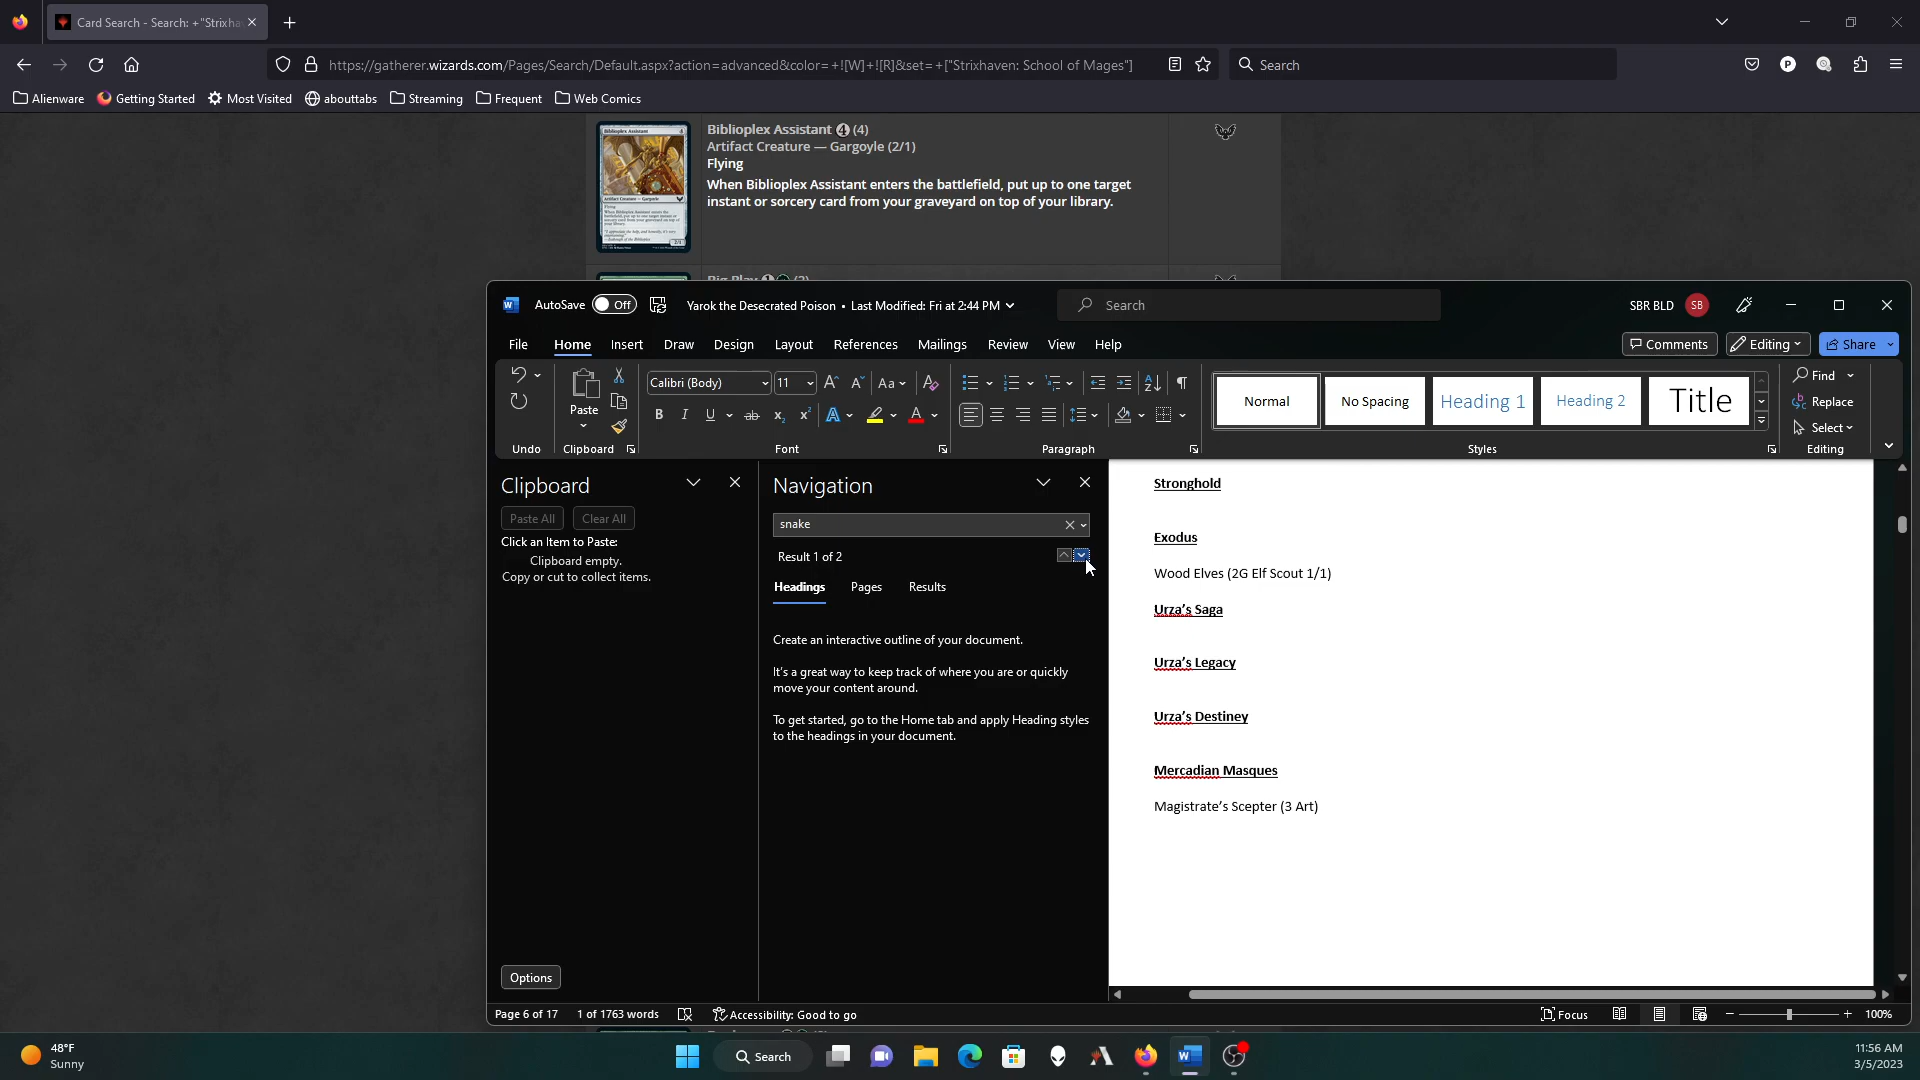 Card Search - Search: +"Strixha
https://gatherer.wizards.com/Pages/Search/Default.aspx?action=advanced&color=+![W]+![R]&set=+["Strixhaven: School of Mages"]
Search
Alienware
Getting Started
Most Visited
abouttabs
Streaming
Frequent
Web Comics
Biblioplex Assistant 4 (4)
Artifact Creature — Gargoyle (2/1)
Flying
When Biblioplex Assistant enters the battlefield, put up to one target
instant or sorcery card from your graveyard on top of your library.
AutoSave Off
Yarok the Desecrated Poison • Last Modified: Fri at 2:44 PM
Search
SBR BLD SB
File Home Insert Draw Design Layout References Mailings Review View Help
Comments Editing Share
Paste
Calibri (Body) 11
Normal
No Spacing
Heading 1
Heading 2
Title
Find
Replace
Select
Undo Clipboard Font Paragraph Styles Editing
Clipboard
Paste All Clear All
Click an Item to Paste:
Clipboard empty.
Copy or cut to collect items.
Options
Navigation
snake
Result 1 of 2
Headings Pages Results
Create an interactive outline of your document.
It's a great way to keep track of where you are or quickly
move your content around.
To get started, go to the Home tab and apply Heading styles
to the headings in your document.
Stronghold
Exodus
Wood Elves (2G Elf Scout 1/1)
Urza's Saga
Urza's Legacy
Urza's Destiney
Mercadian Masques
Magistrate's Scepter (3 Art)
Page 6 of 17 1 of 1763 words Accessibility: Good to go Focus 100%
48°F
Sunny
Search
11:56 AM
3/5/2023